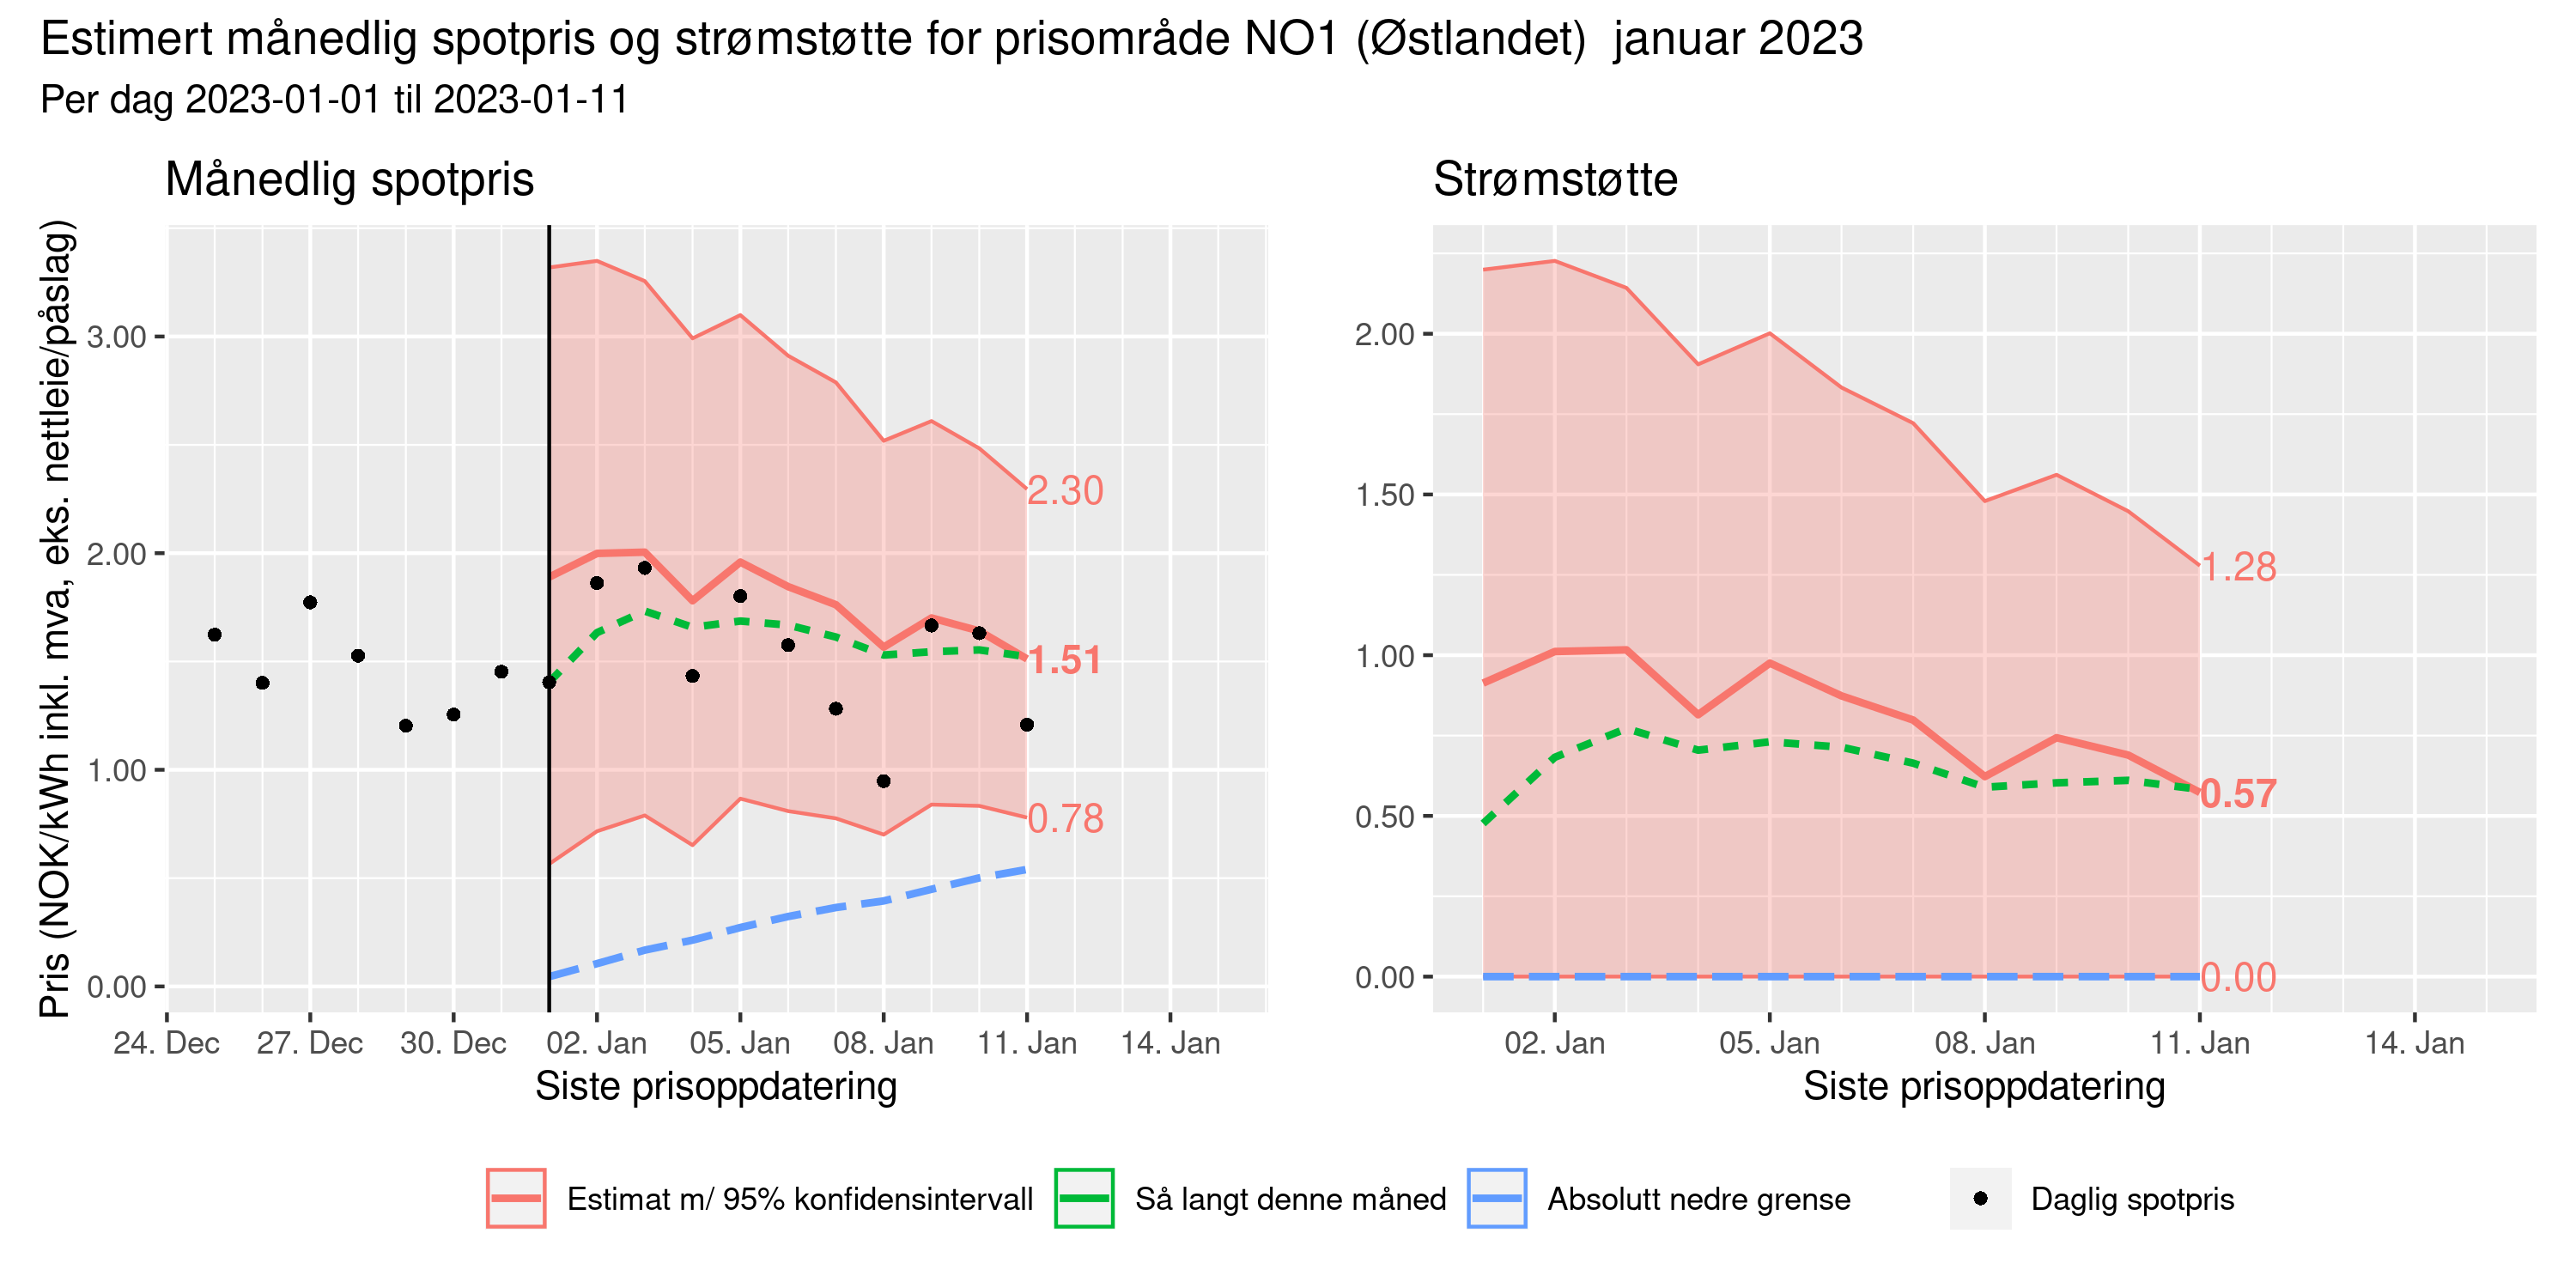 Estimert månedlig spotpris og strømstøtte for prisområde NO1 (Østlandet)  januar 2023
Per dag 2023-01-01 til 2023-01-11
Månedlig spotpris
Pris (NOK/kWh inkl. mva, eks. nettleie/påslag)
3.00
2.00
1.00
0.00
2.30
1.51
0.78
24. Dec 27. Dec 30. Dec 02. Jan 05. Jan 08. Jan 11. Jan 14. Jan
Siste prisoppdatering
Strømstøtte
2.00
1.50
1.00
0.50
0.00
1.28
0.57
0.00
02. Jan 05. Jan 08. Jan 11. Jan 14. Jan
Siste prisoppdatering
Estimat m/ 95% konfidensintervall Så langt denne måned Absolutt nedre grense Daglig spotpris